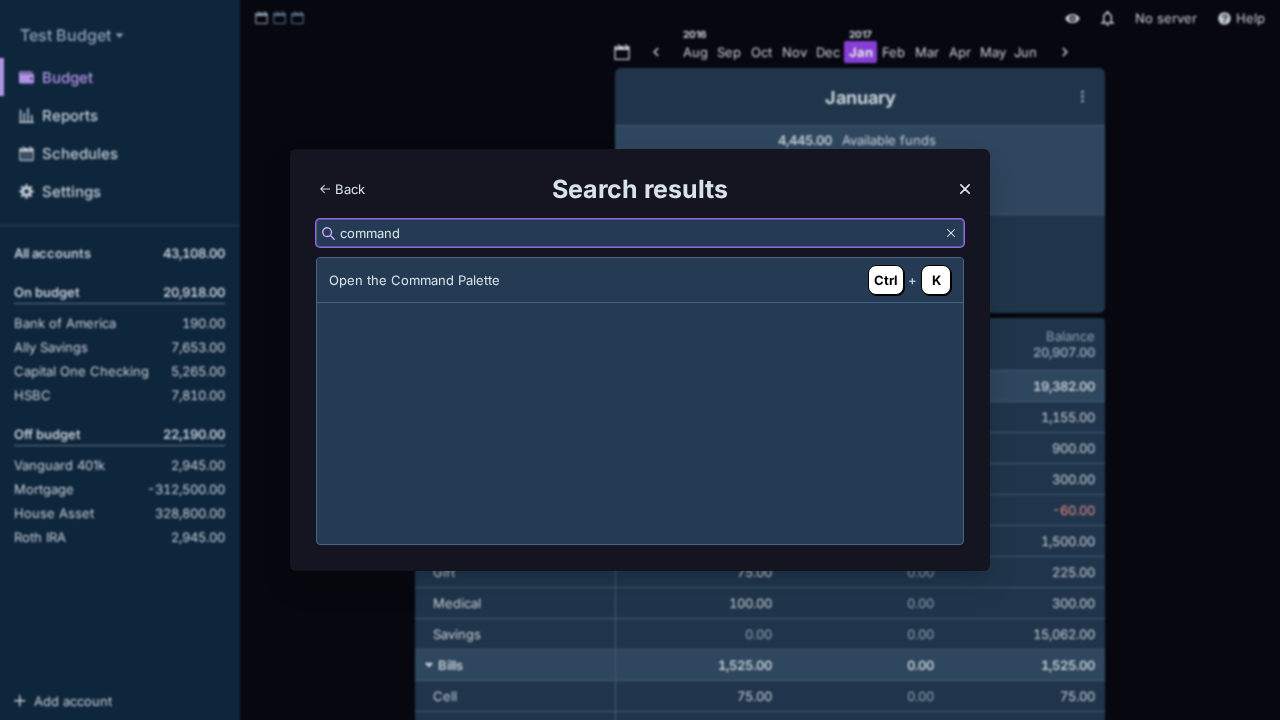 Test Budget
Budget
Reports
Schedules
Settings
All accounts 43,108.00
On budget 20,918.00
Bank of America 190.00
Ally Savings 7,653.00
Capital One Checking 5,265.00
HSBC 7,810.00
Off budget 22,190.00
Vanguard 401k 2,945.00
Mortgage -312,500.00
House Asset 328,800.00
Roth IRA 2,945.00
Add account
No server
Help
2016 2017
Aug Sep Oct Nov Dec Jan Feb Mar Apr May Jun
January
4,445.00 Available funds
← Back
Search results
command
Open the Command Palette Ctrl + K
Balance
20,907.00
19,382.00
1,155.00
900.00
300.00
-60.00
1,500.00
Gift 75.00 0.00 225.00
Medical 100.00 0.00 300.00
Savings 0.00 0.00 15,062.00
Bills 1,525.00 0.00 1,525.00
Cell 75.00 0.00 75.00